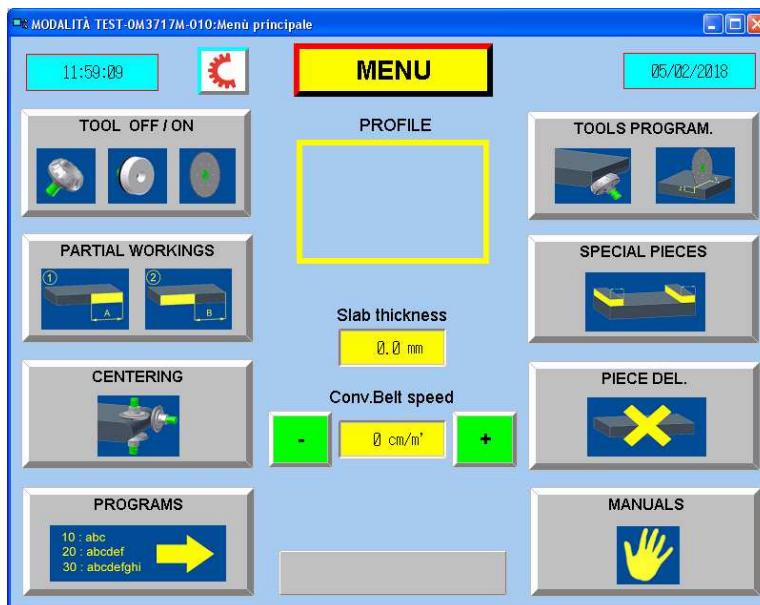 MODALITÀ TEST-0M3717M-010:Menù principale
11:59:09
MENU
05/02/2018
TOOL OFF / ON
PROFILE
TOOLS PROGRAM.
PARTIAL WORKINGS
1
2
A
B
SPECIAL PIECES
Slab thickness
0.0 mm
CENTERING
Conv.Belt speed
-
0 cm/m'
+
PIECE DEL.
PROGRAMS
10 : abc
20 : abcdef
30 : abcdefghi
MANUALS